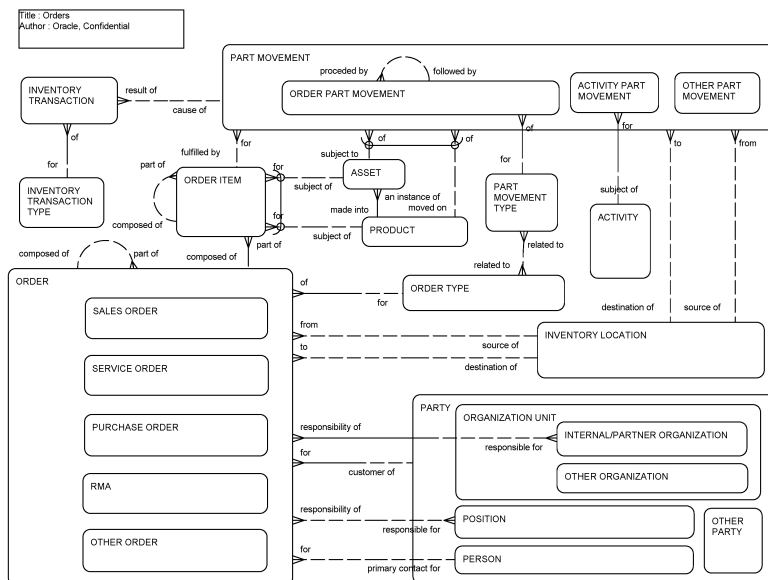 Title : Orders
Author : Oracle, Confidential
PART MOVEMENT
proceded by
followed by
ORDER PART MOVEMENT
ACTIVITY PART
MOVEMENT
OTHER PART
MOVEMENT
INVENTORY
TRANSACTION
result of
cause of
of
for
INVENTORY
TRANSACTION
TYPE
fulfilled by
for
part of
ORDER ITEM
composed of
for
subject of
for
subject of
part of
composed of
of
of
subject to
ASSET
an instance of
made into
moved on
PRODUCT
of
for
PART
MOVEMENT
TYPE
related to
related to
ORDER TYPE
for
subject of
ACTIVITY
to
from
destination of
source of
INVENTORY LOCATION
composed of
part of
ORDER
SALES ORDER
SERVICE ORDER
PURCHASE ORDER
RMA
OTHER ORDER
of
for
from
source of
to
destination of
PARTY
ORGANIZATION UNIT
INTERNAL/PARTNER ORGANIZATION
OTHER ORGANIZATION
responsibility of
responsible for
for
customer of
responsibility of
responsible for
POSITION
OTHER
PARTY
for
primary contact for
PERSON